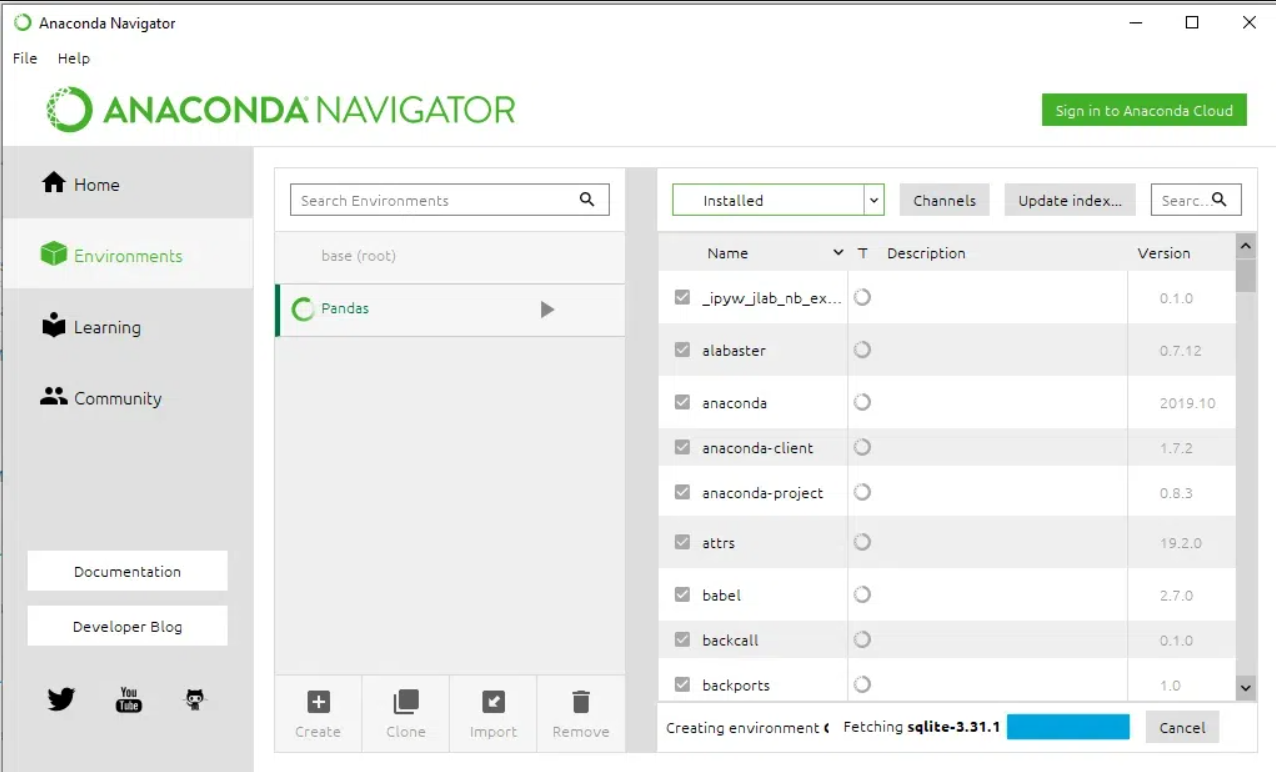 Anaconda Navigator
File Help
ANACONDA NAVIGATOR
Sign in to Anaconda Cloud
Home
Environments
Learning
Community
Documentation
Developer Blog
You
Tube
Search Environments
base (root)
Pandas
Create Clone Import Remove
Installed Channels Update index... Searc...
Name T Description Version
_ipyw_jlab_nb_ex... 0.1.0
alabaster 0.7.12
anaconda 2019.10
anaconda-client 1.7.2
anaconda-project 0.8.3
attrs 19.2.0
babel 2.7.0
backcall 0.1.0
backports 1.0
Creating environment Fetching sqlite-3.31.1 Cancel